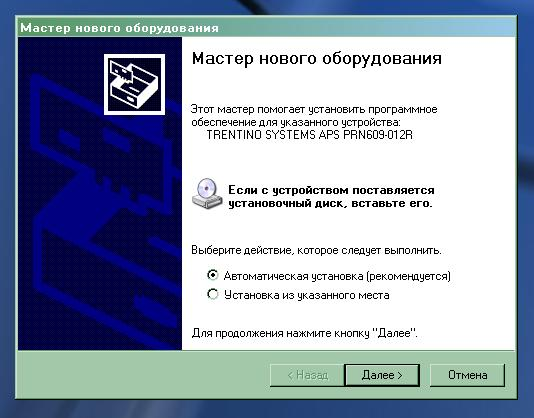 Мастер нового оборудования
Мастер нового оборудования
Этот мастер помогает установить программное
обеспечение для указанного устройства:
TRENTINO SYSTEMS APS PRN609-012R
Если с устройством поставляется
установочный диск, вставьте его.
Выберите действие, которое следует выполнить.
Автоматическая установка (рекомендуется)
Установка из указанного места
Для продолжения нажмите кнопку "Далее".
< Назад
Далее >
Отмена